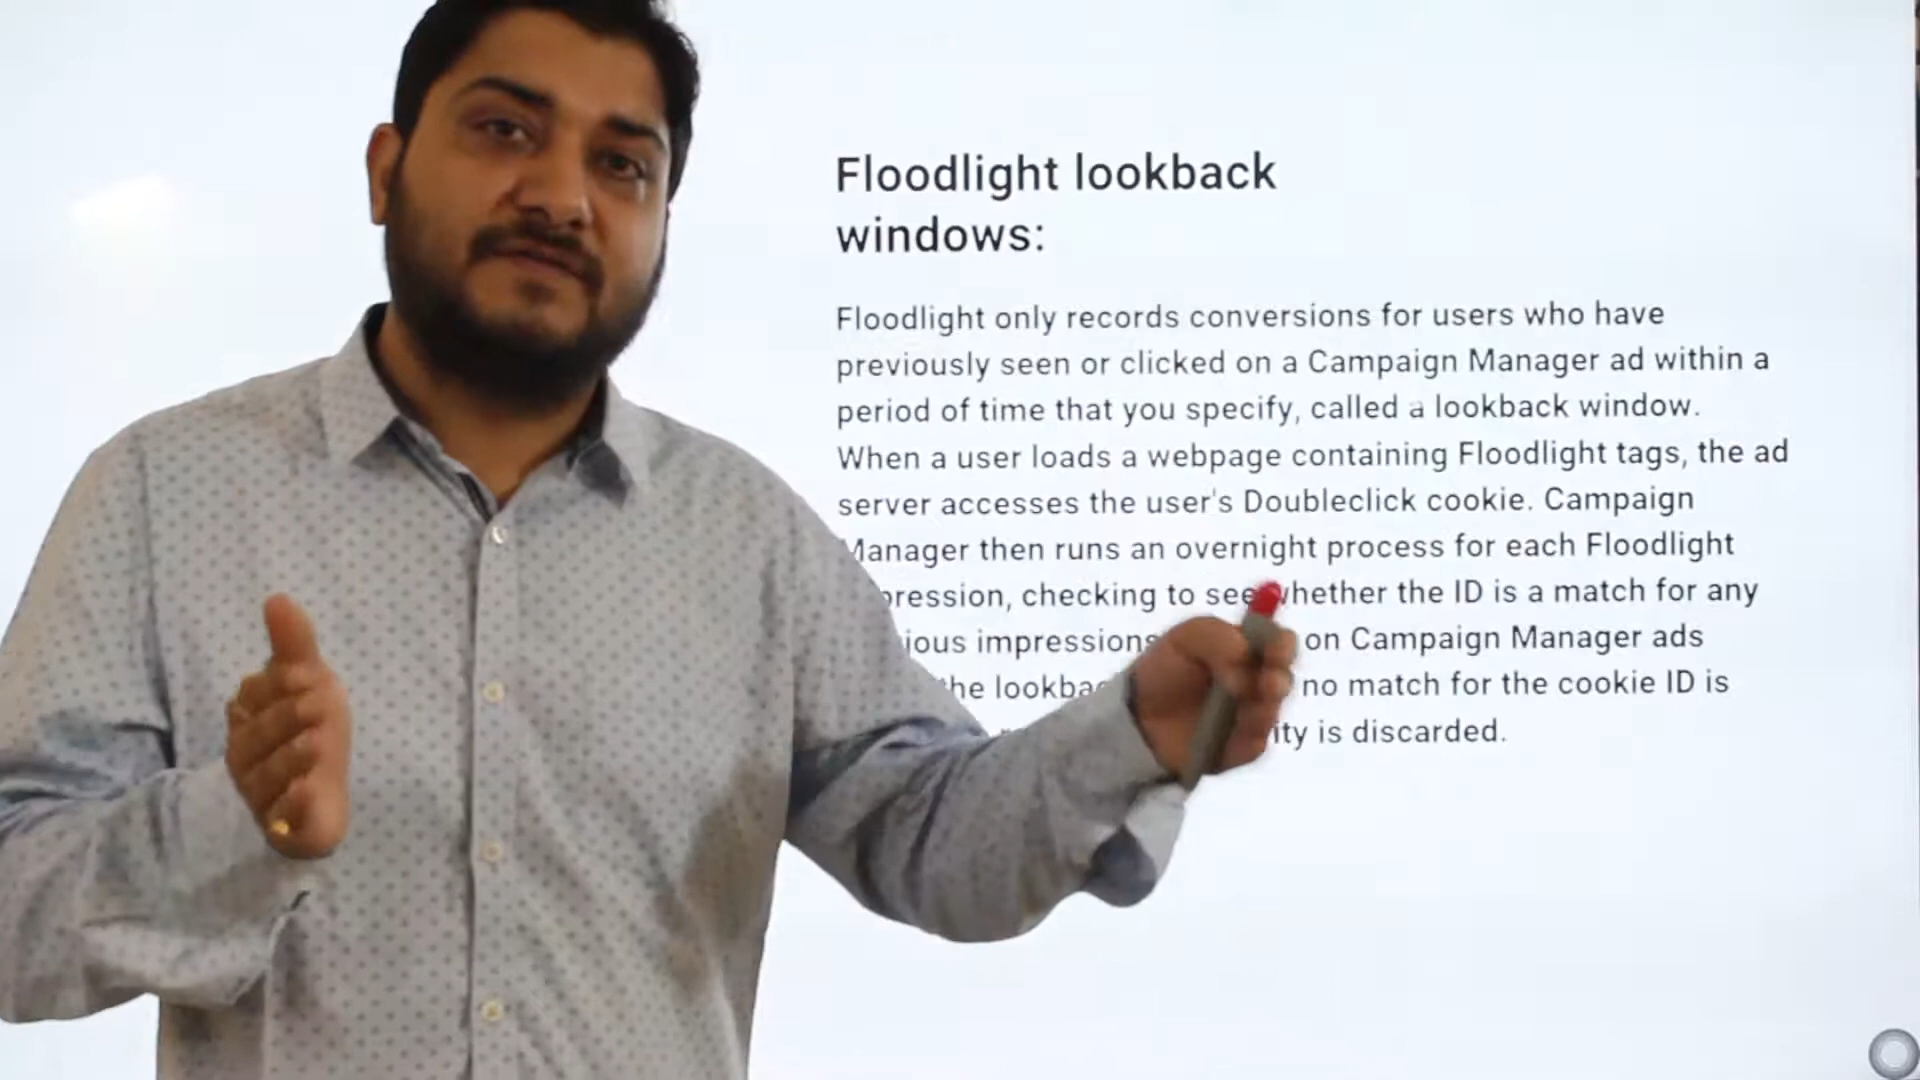 Floodlight lookback
windows:
Floodlight only records conversions for users who have
previously seen or clicked on a Campaign Manager ad within a
period of time that you specify, called a lookback window.
When a user loads a webpage containing Floodlight tags, the ad
server accesses the user's Doubleclick cookie. Campaign
Manager then runs an overnight process for each Floodlight
checking to see whether the ID is a match for any
impressions on Campaign Manager ads
the no match for the cookie ID is
is discarded.